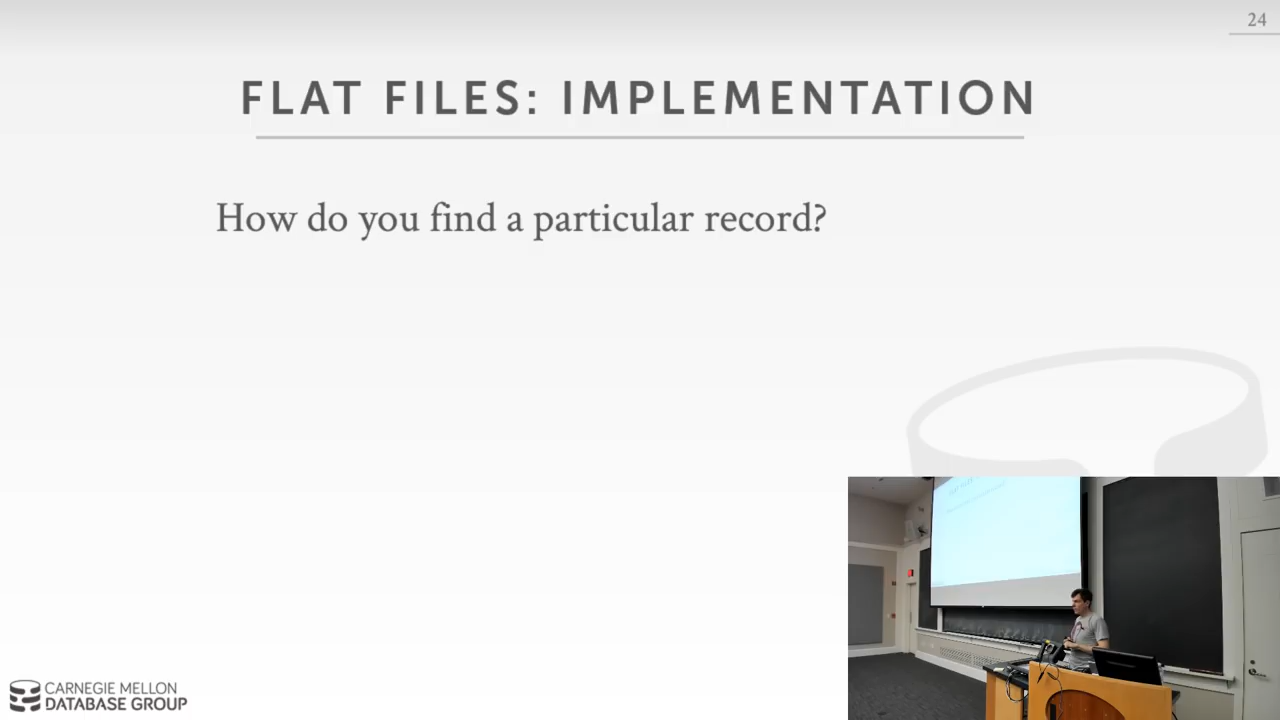 24
FLAT FILES: IMPLEMENTATION
How do you find a particular record?
CARNEGIE MELLON
DATABASE GROUP